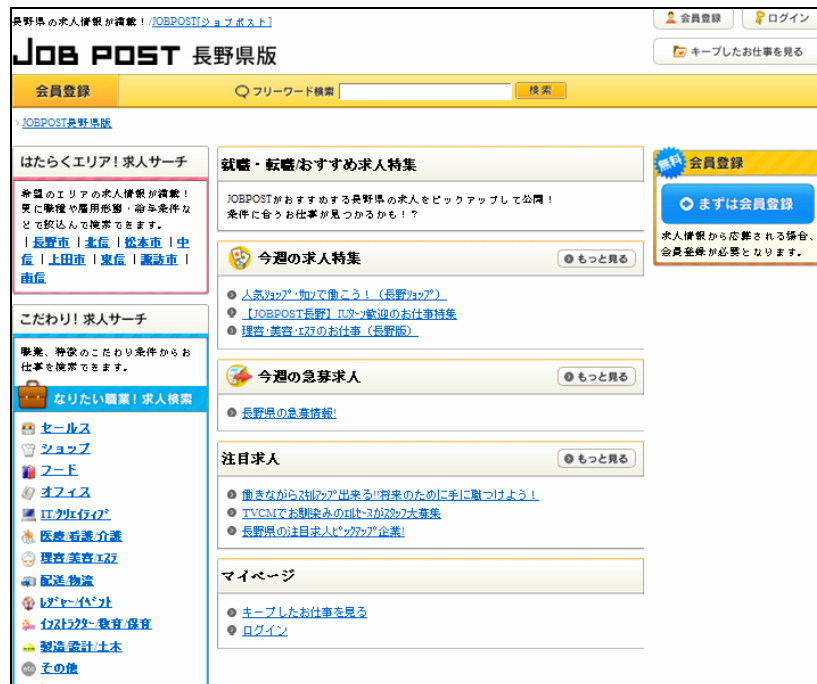 長野県の求人情報が満載！/JOBPOST[ジョブポスト]
会員登録
ログイン
JOB POST 長野県版
キープしたお仕事を見る
会員登録
フリーワード検索
検索
> JOBPOST長野県版
はたらくエリア！求人サーチ
希望のエリアの求人情報が満載！
更に職種や雇用形態・給与条件な
どで絞込んで検索できます。
| 長野市 | 北信 | 松本市 | 中
信 | 上田市 | 東信 | 諏訪市 |
南信
こだわり！求人サーチ
職業、特徴のこだわり条件からお
仕事を検索できます。
なりたい職業！求人検索
セールス
ショップ
フード
オフィス
IT/ｸﾘｴｲﾃｨﾌﾞ
医療/看護/介護
理容/美容/ｴｽﾃ
配送/物流
ﾚｼﾞｬｰ/ｲﾍﾞﾝﾄ
ｲﾝｽﾄﾗｸﾀｰ/教育/保育
製造/設計/土木
etc その他
就職・転職/おすすめ求人特集
JOBPOSTがおすすめする長野県の求人をピックアップして公開！
条件に合うお仕事が見つかるかも！？
今週の求人特集
もっと見る
人気ｼｮｯﾌﾟ･ｻﾛﾝで働こう！（長野ｼｮｯﾌﾟ）
【JOBPOST長野】IUﾀｰﾝ歓迎のお仕事特集
理容･美容･ｴｽﾃのお仕事（長野版）
今週の急募求人
もっと見る
長野県の急募情報!
注目求人
もっと見る
働きながらｽｷﾙｱｯﾌﾟ出来る!!将来のために手に職つけよう！
TVCMでお馴染みのｴﾙｾｰｽがｽﾀｯﾌ大募集
長野県の注目求人ﾋﾟｯｸｱｯﾌﾟ企業!
マイページ
キープしたお仕事を見る
ログイン
無料 会員登録
まずは会員登録
求人情報から応募される場合、
会員登録が必要となります。